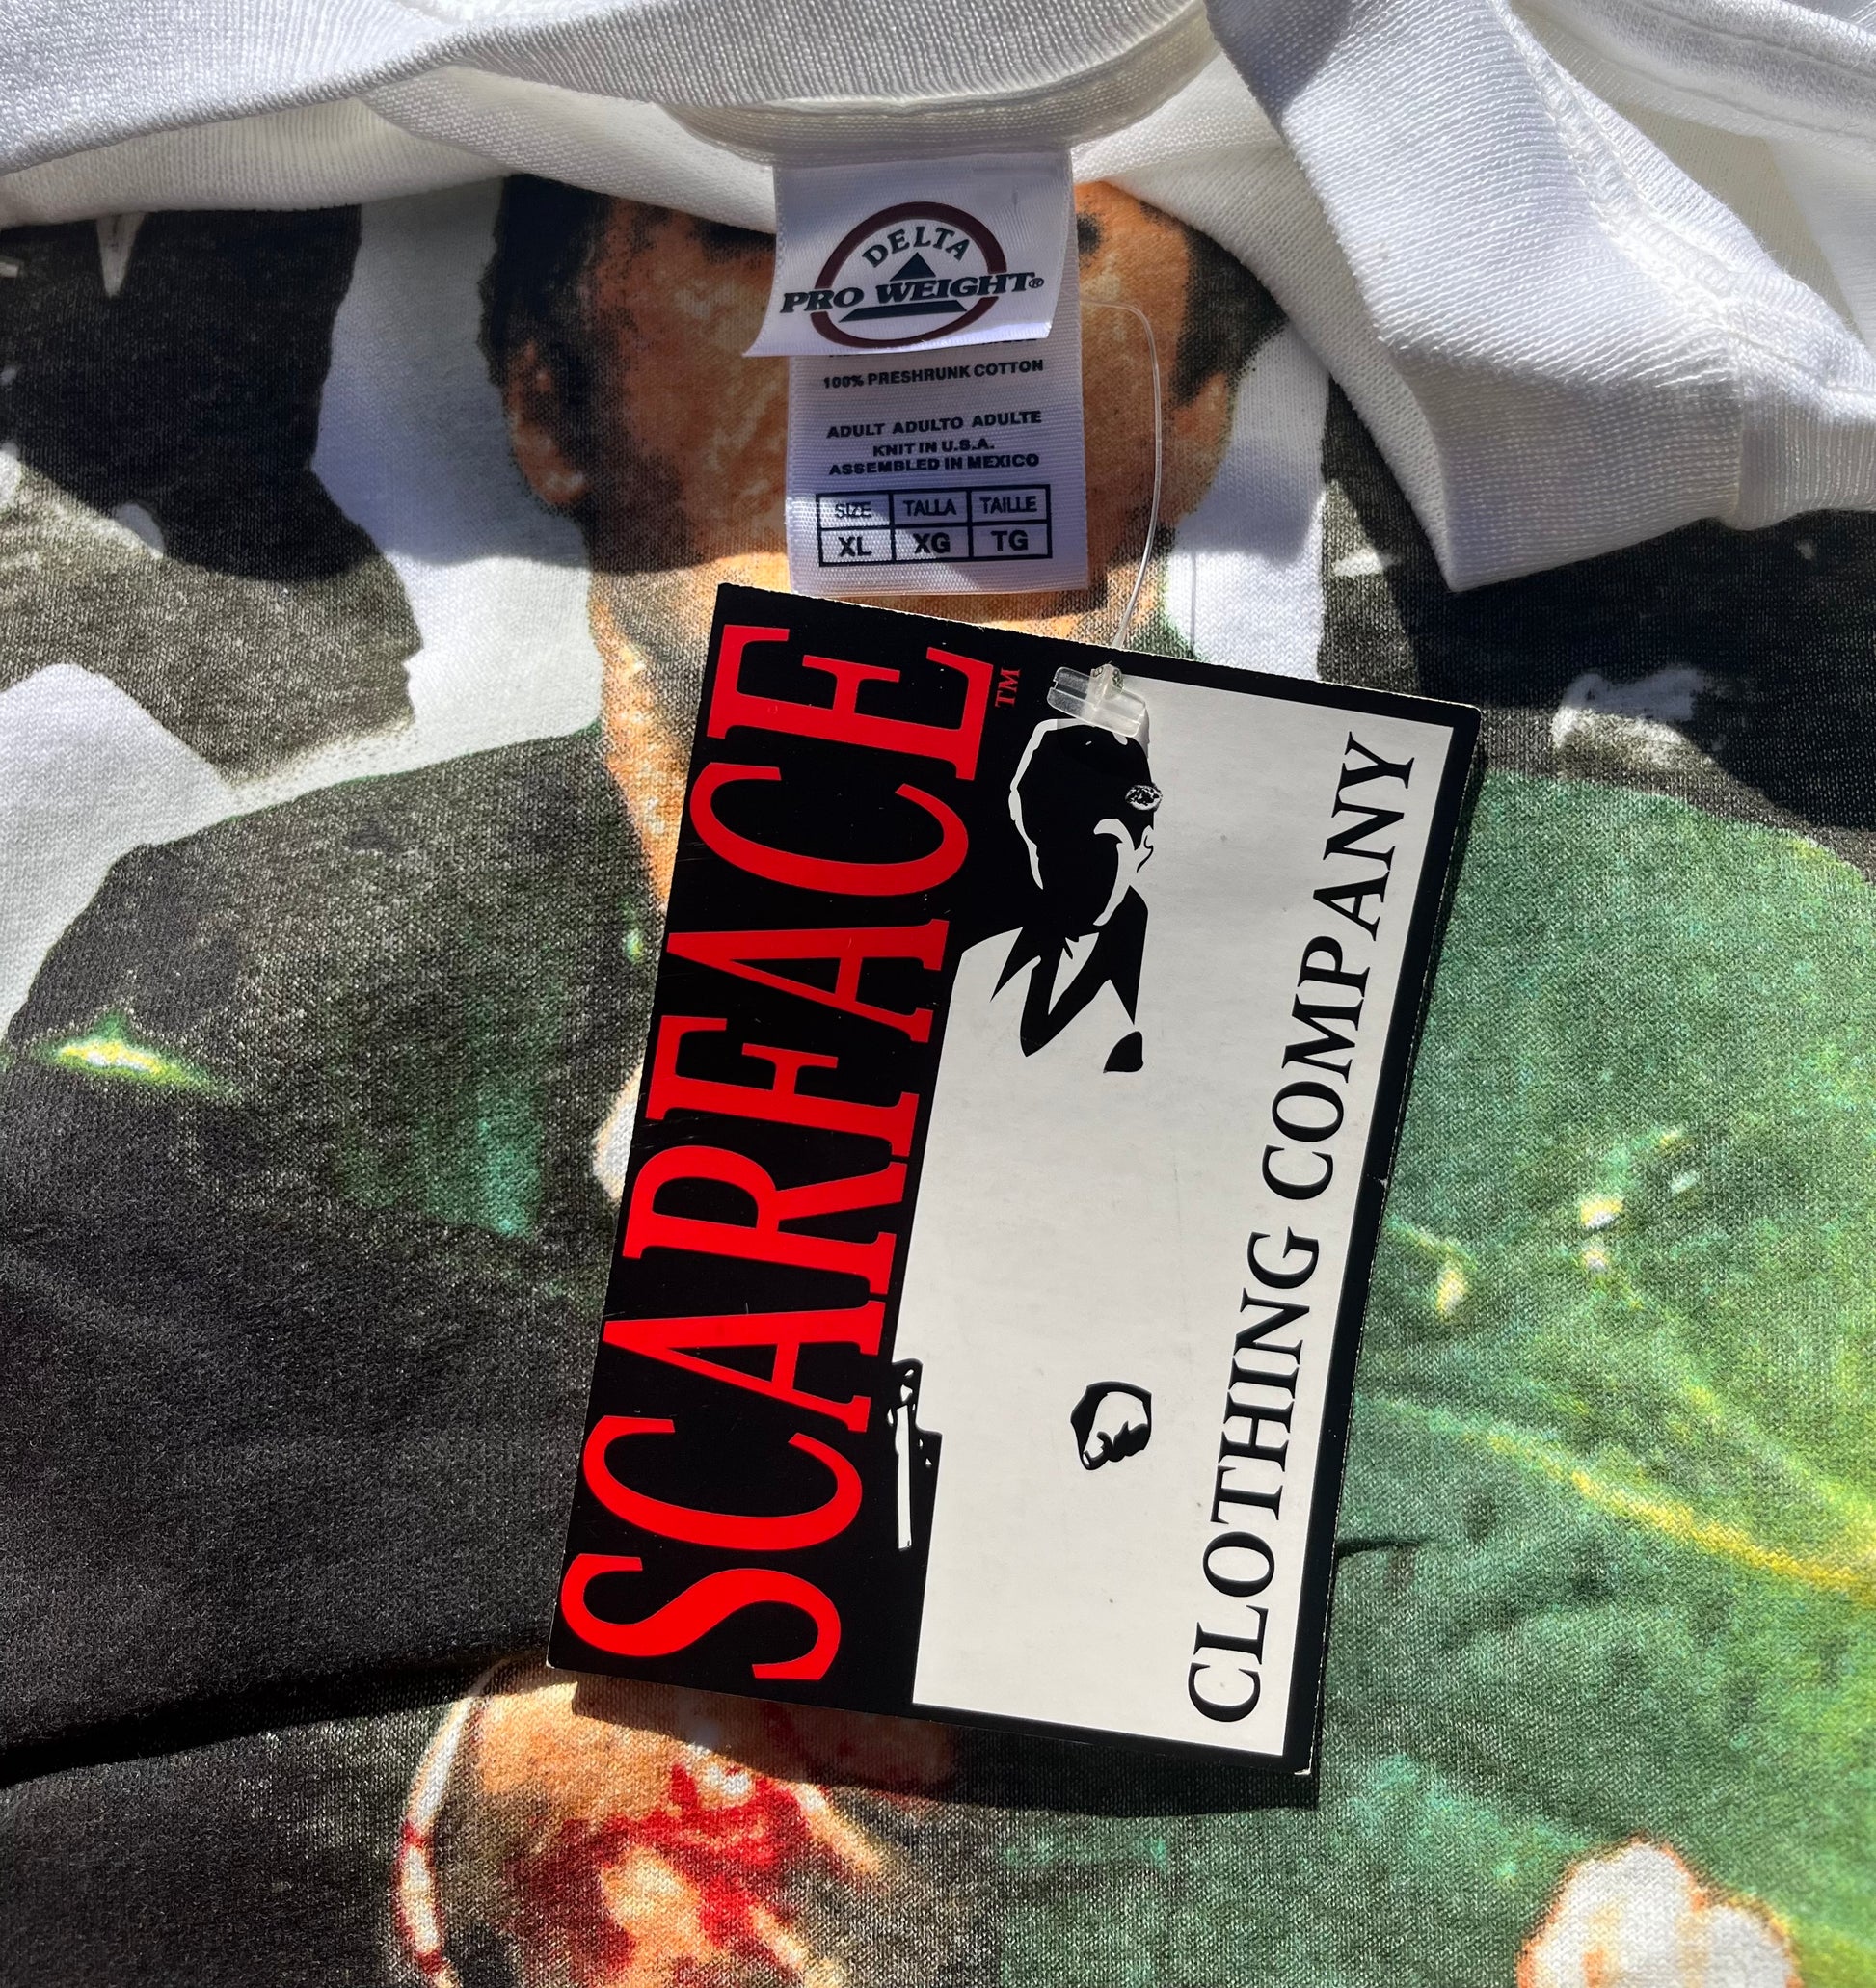 DELTA
PRO WEIGHT®
100% PRESHRUNK COTTON
ADULT ADULTO ADULTE
KNIT IN U.S.A.
ASSEMBLED IN MEXICO
SIZE TALLA TAILLE
XL XG TG
SCARFACE™
CLOTHING COMPANY